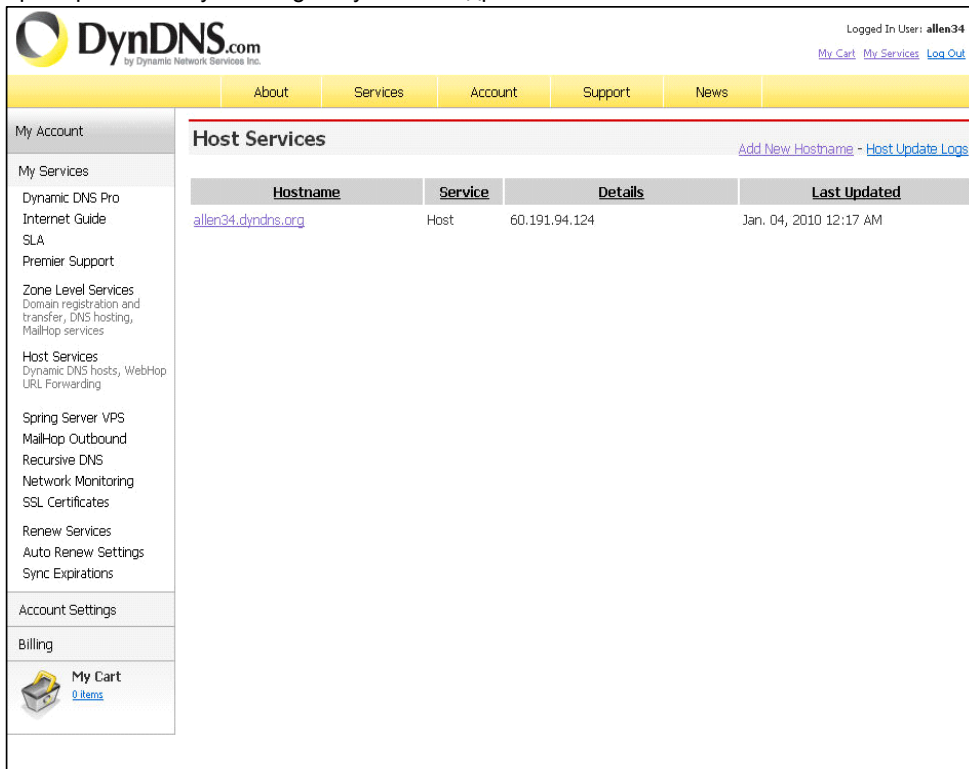 DynDNS.com
by Dynamic Network Services Inc.
Logged In User: allen34
My Cart My Services Log Out
About Services Account Support News
My Account
My Services
Dynamic DNS Pro
Internet Guide
SLA
Premier Support
Zone Level Services
Domain registration and
transfer, DNS hosting,
MailHop services
Host Services
Dynamic DNS hosts, WebHop
URL Forwarding
Spring Server VPS
MailHop Outbound
Recursive DNS
Network Monitoring
SSL Certificates
Renew Services
Auto Renew Settings
Sync Expirations
Account Settings
Billing
My Cart
0 items
Host Services
Add New Hostname - Host Update Logs
Hostname Service Details Last Updated
allen34.dyndns.org Host 60.191.94.124 Jan. 04, 2010 12:17 AM